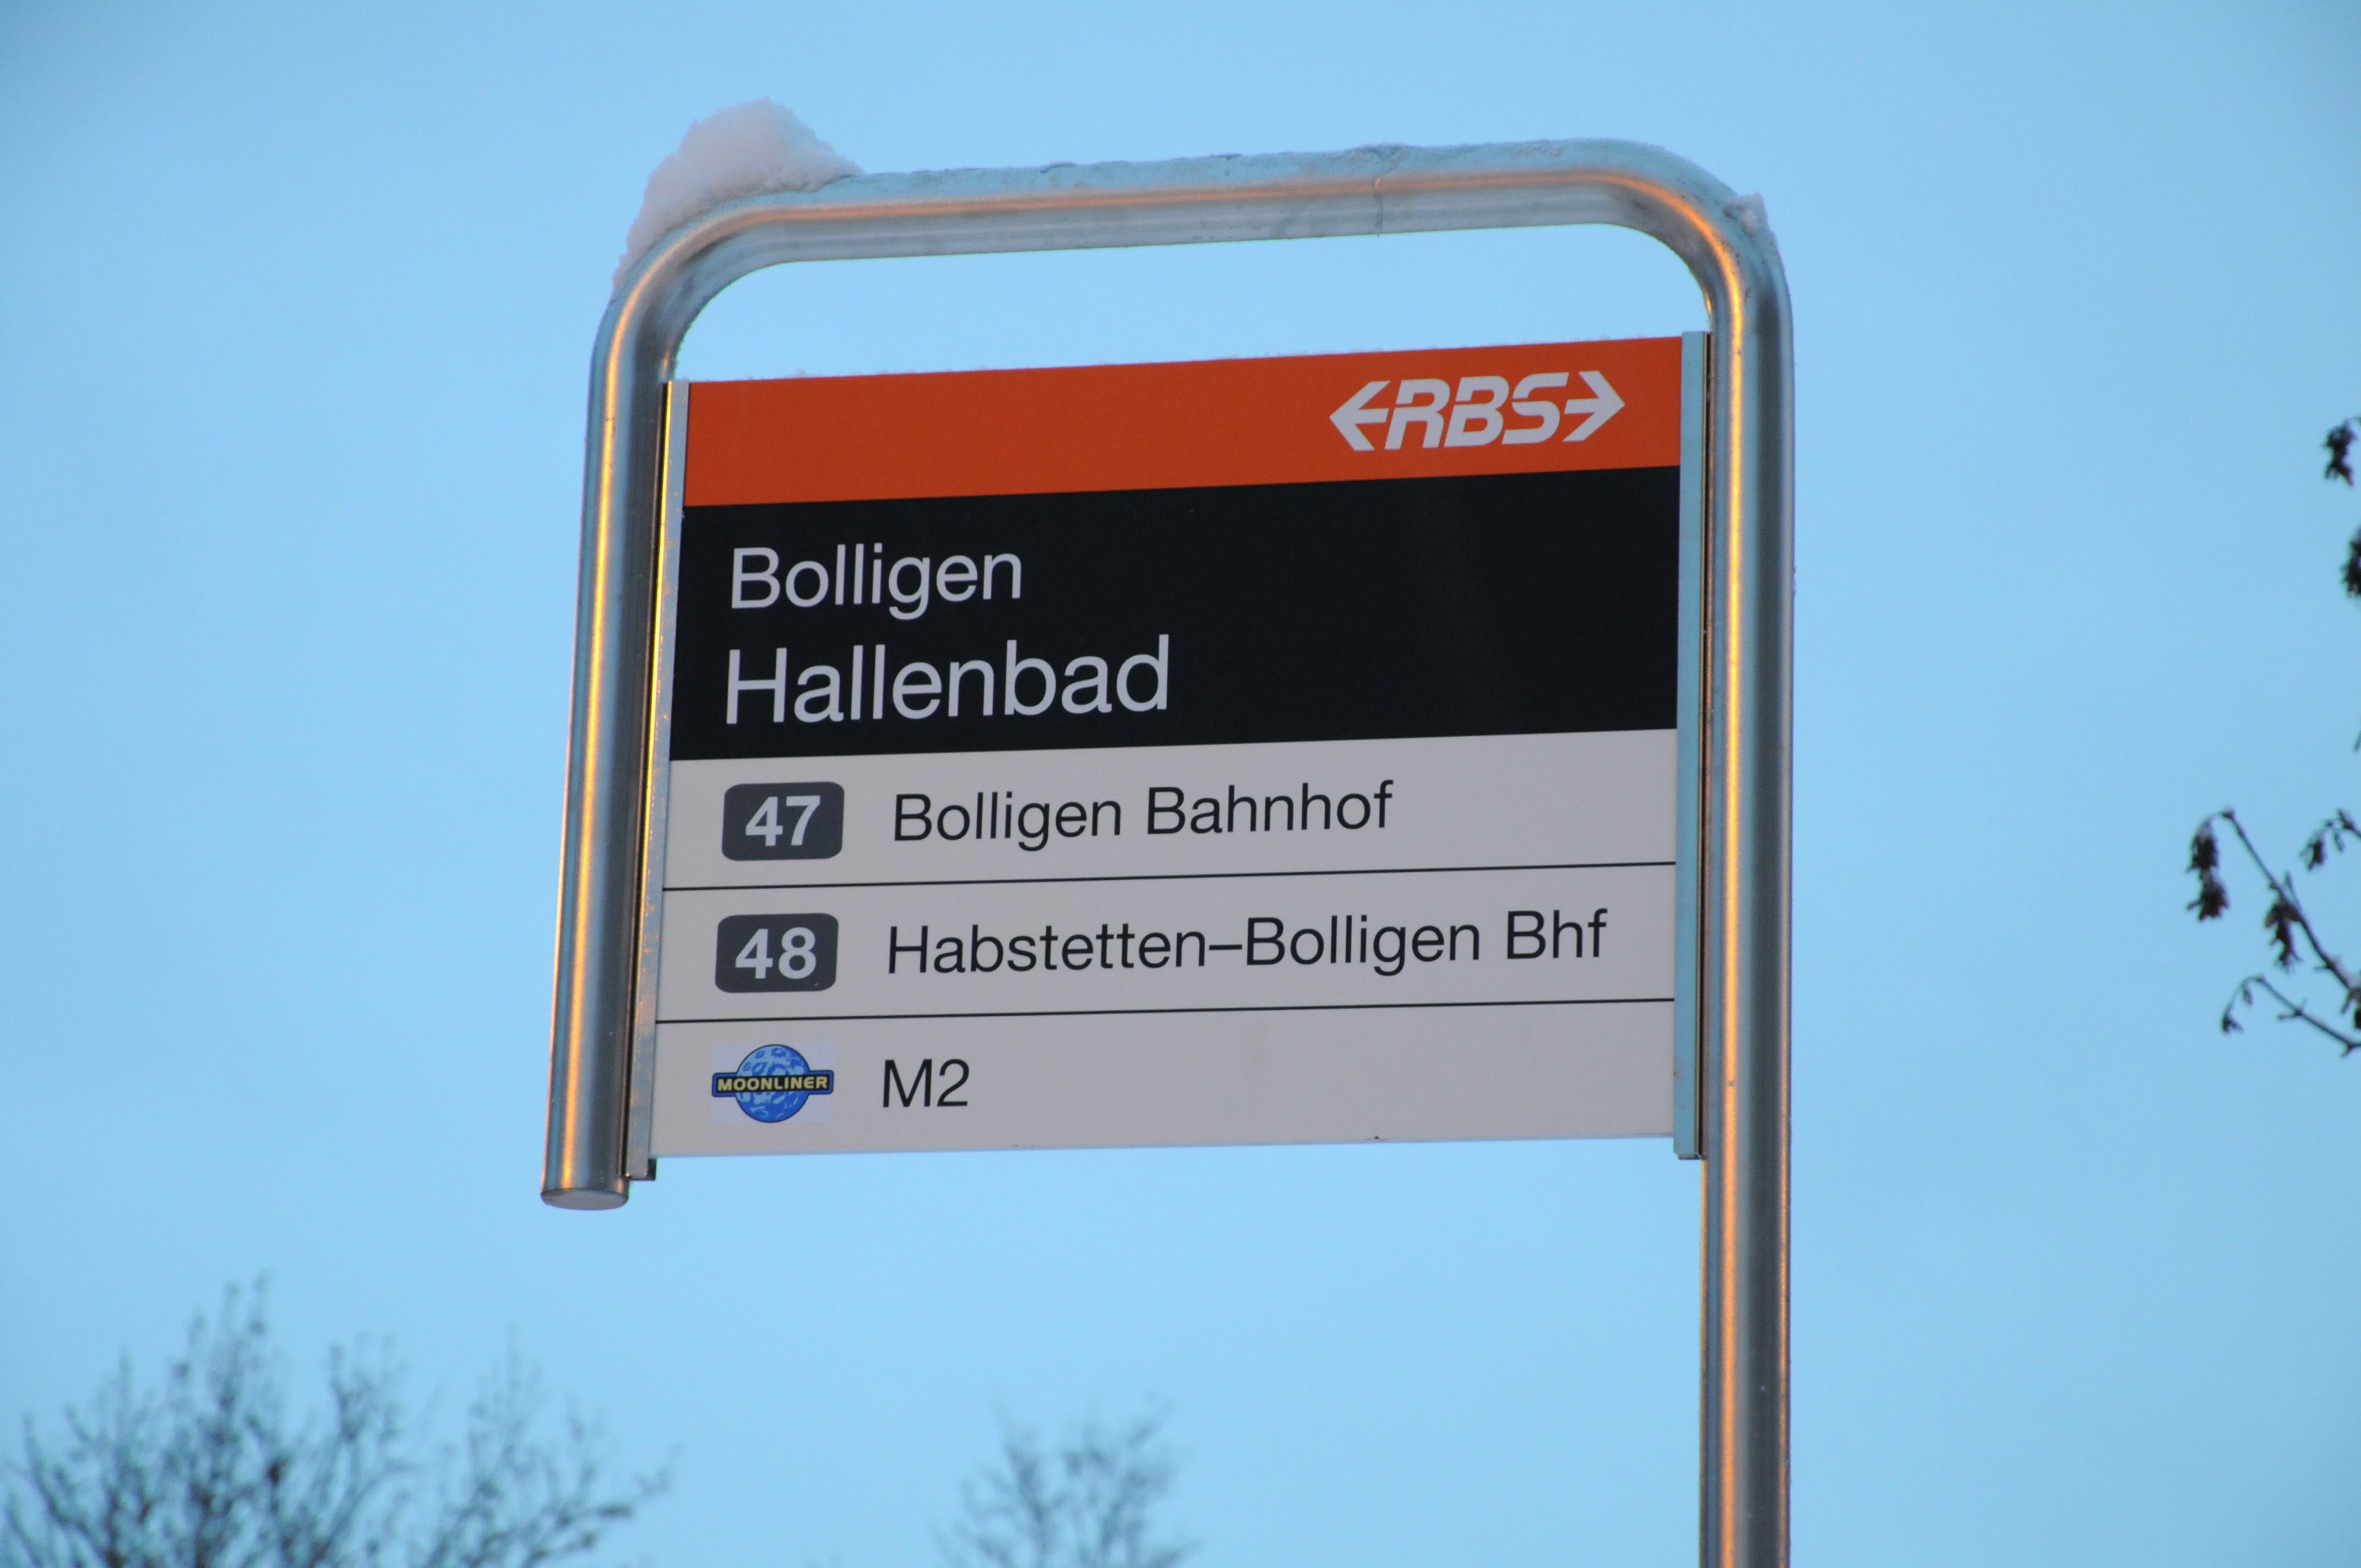 RBS
Bolligen
Hallenbad
47 Bolligen Bahnhof
48 Habstetten–Bolligen Bhf
MOONLINER M2